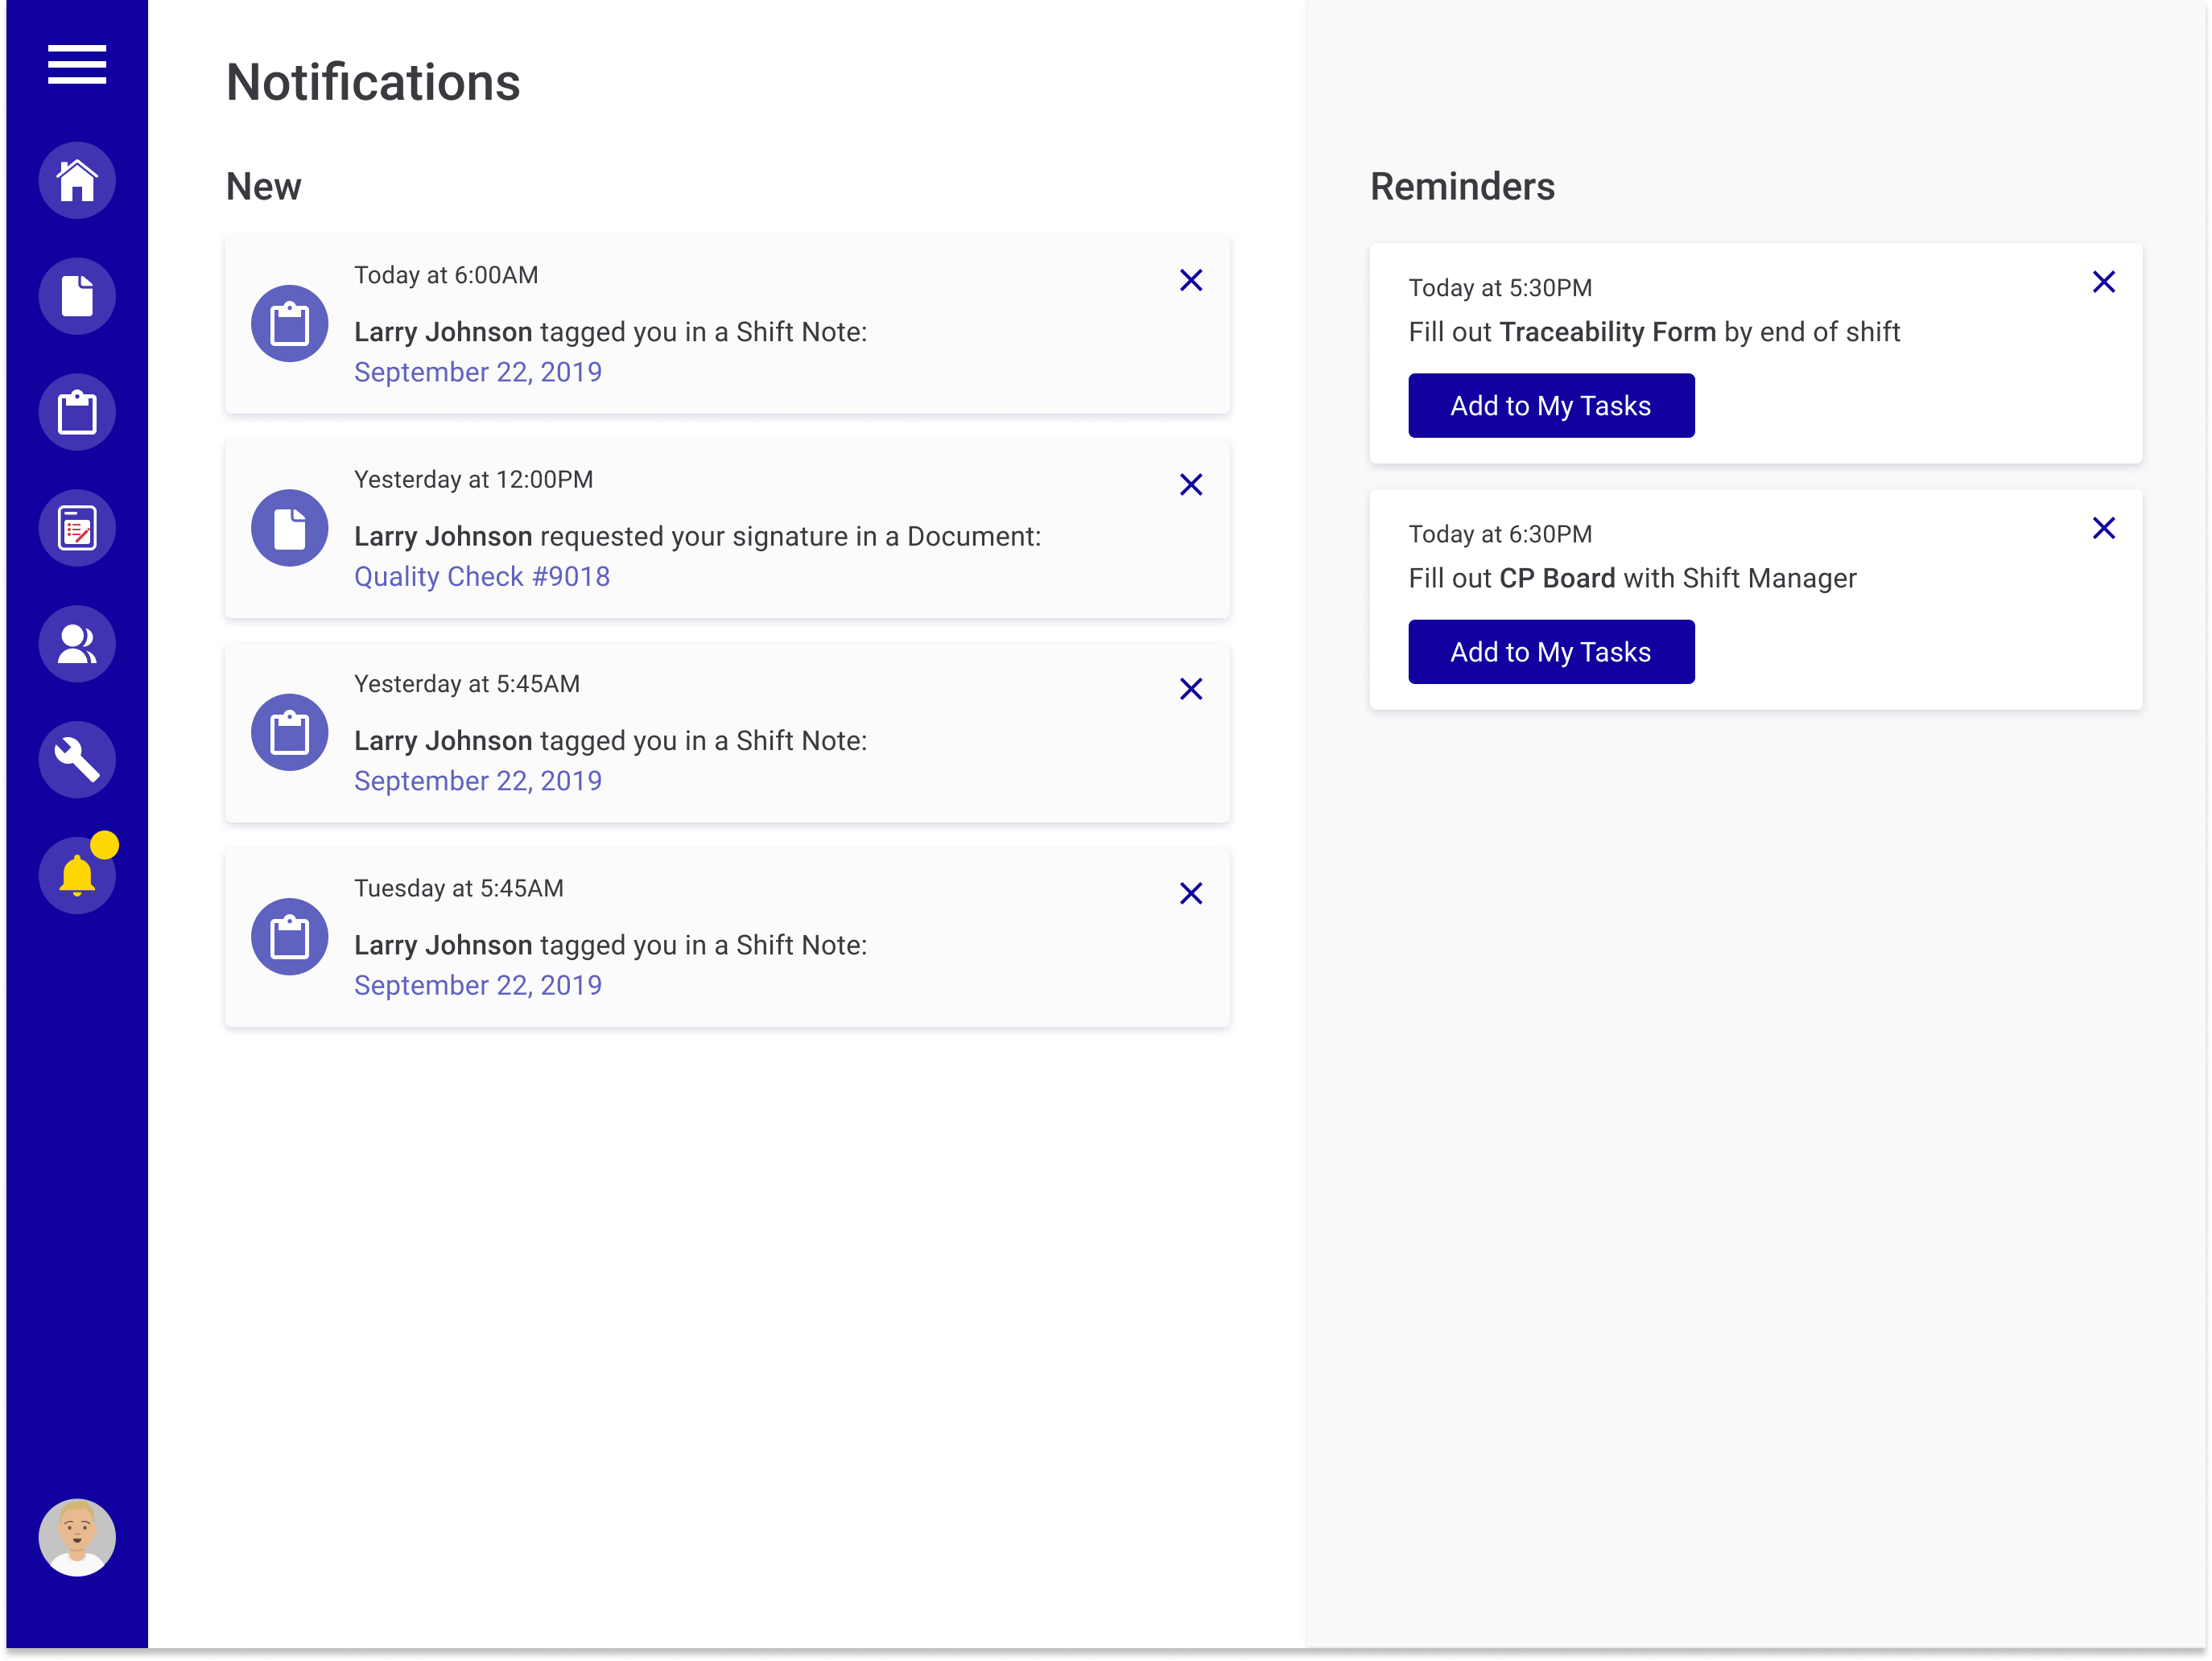 Notifications
New
Today at 6:00AM
Larry Johnson tagged you in a Shift Note:
September 22, 2019
Yesterday at 12:00PM
Larry Johnson requested your signature in a Document:
Quality Check #9018
Yesterday at 5:45AM
Larry Johnson tagged you in a Shift Note:
September 22, 2019
Tuesday at 5:45AM
Larry Johnson tagged you in a Shift Note:
September 22, 2019
Reminders
Today at 5:30PM
Fill out Traceability Form by end of shift
Add to My Tasks
Today at 6:30PM
Fill out CP Board with Shift Manager
Add to My Tasks